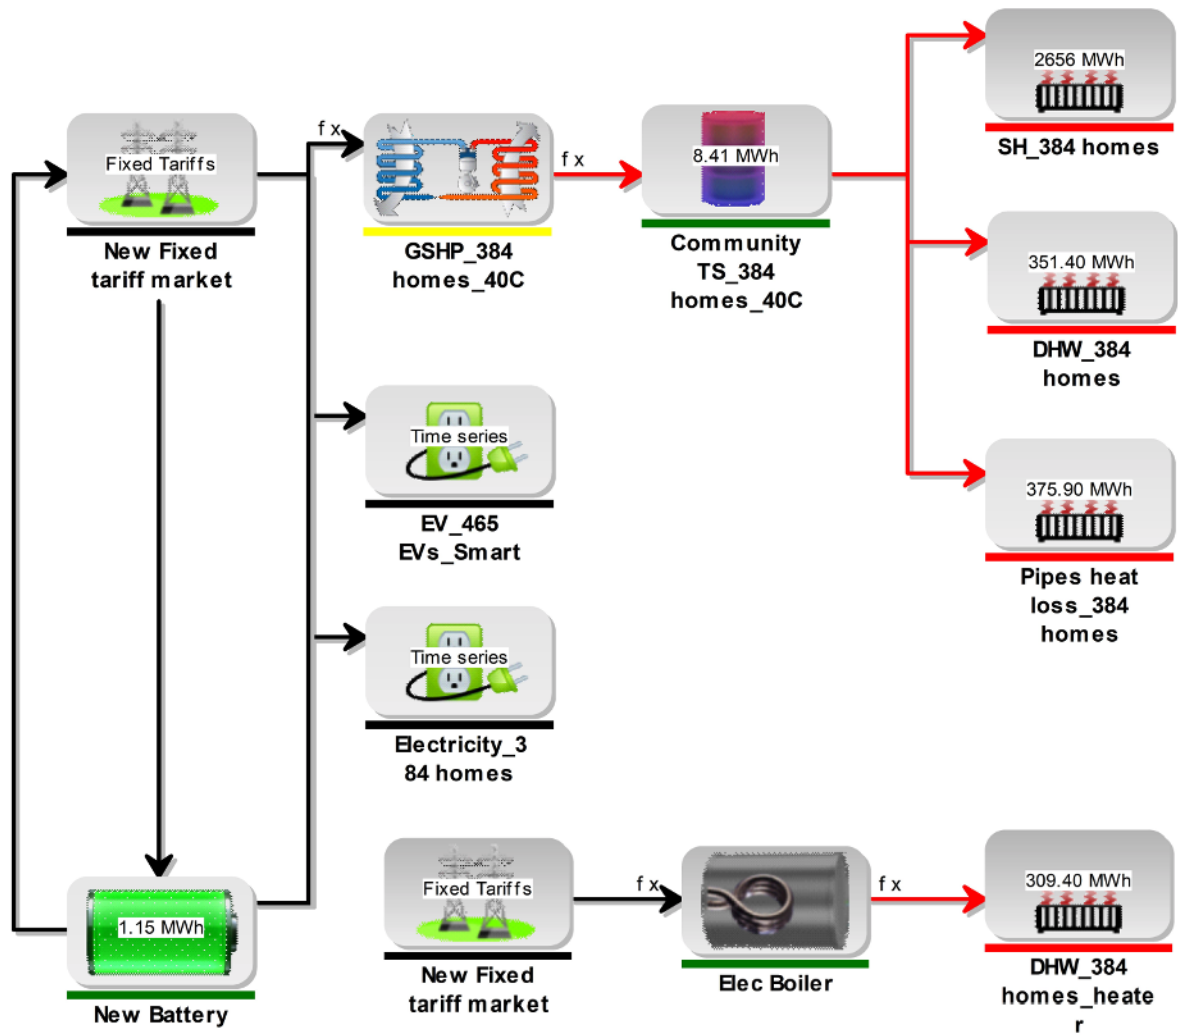 2656 MWh
SH_384 homes
Fixed Tariffs
New Fixed
tariff market
f x
GSHP_384
homes_40C
f x
8.41 MWh
Community
TS_384
homes_40C
351.40 MWh
DHW_384
homes
Time series
EV_465
EVs_Smart
375.90 MWh
Pipes heat
loss_384
homes
Time series
Electricity_3
84 homes
1.15 MWh
New Battery
Fixed Tariffs
New Fixed
tariff market
f x
Elec Boiler
f x
309.40 MWh
DHW_384
homes_heate
r